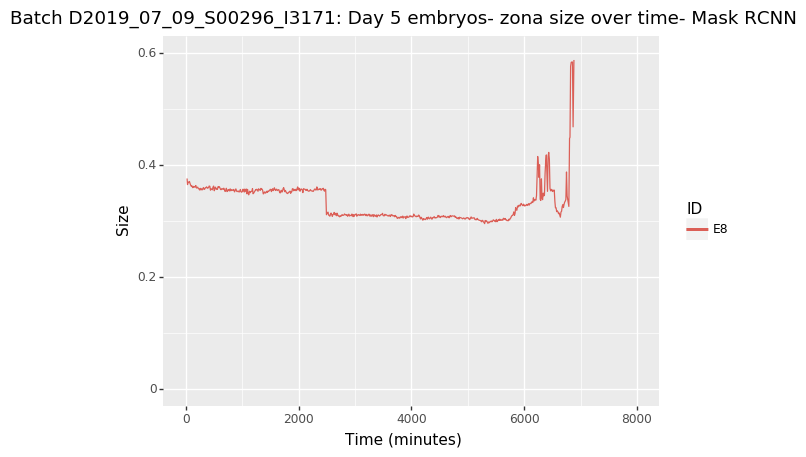 Batch D2019_07_09_S00296_I3171: Day 5 embryos- zona size over time- Mask RCNN
0.6
0.4
0.2
0
Size
0 2000 4000 6000 8000
Time (minutes)
ID
E8